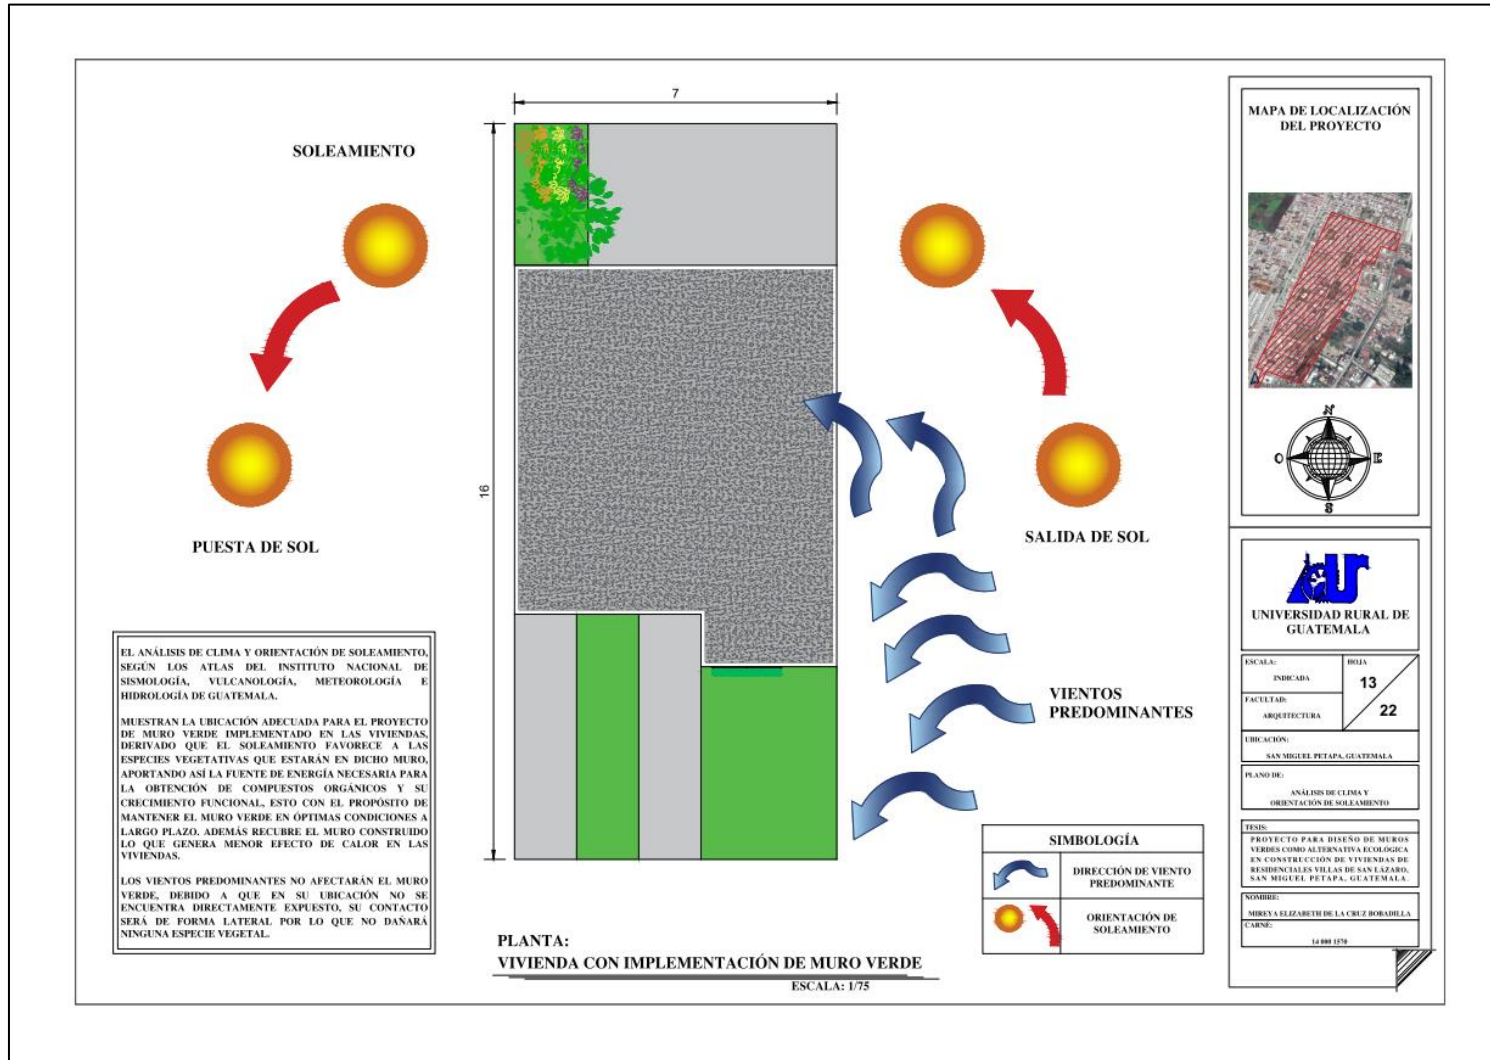 7
16
SOLEAMIENTO
PUESTA DE SOL
SALIDA DE SOL
VIENTOS
PREDOMINANTES
EL ANÁLISIS DE CLIMA Y ORIENTACIÓN DE SOLEAMIENTO,
SEGÚN LOS ATLAS DEL INSTITUTO NACIONAL DE
SISMOLOGÍA, VULCANOLOGÍA, METEOROLOGÍA E
HIDROLOGÍA DE GUATEMALA.
MUESTRAN LA UBICACIÓN ADECUADA PARA EL PROYECTO
DE MURO VERDE IMPLEMENTADO EN LAS VIVIENDAS,
DERIVADO QUE EL SOLEAMIENTO FAVORECE A LAS
ESPECIES VEGETATIVAS QUE ESTARÁN EN DICHO MURO,
APORTANDO ASÍ LA FUENTE DE ENERGÍA NECESARIA PARA
LA OBTENCIÓN DE COMPUESTOS ORGÁNICOS Y SU
CRECIMIENTO FUNCIONAL, ESTO CON EL PROPÓSITO DE
MANTENER EL MURO VERDE EN ÓPTIMAS CONDICIONES A
LARGO PLAZO. ADEMÁS RECUBRE EL MURO CONSTRUIDO
LO QUE GENERA MENOR EFECTO DE CALOR EN LAS
VIVIENDAS.
LOS VIENTOS PREDOMINANTES NO AFECTARÁN EL MURO
VERDE, DEBIDO A QUE EN SU UBICACIÓN NO SE
ENCUENTRA DIRECTAMENTE EXPUESTO, SU CONTACTO
SERÁ DE FORMA LATERAL POR LO QUE NO DAÑARÁ
NINGUNA ESPECIE VEGETAL.
PLANTA:
VIVIENDA CON IMPLEMENTACIÓN DE MURO VERDE
ESCALA: 1/75
SIMBOLOGÍA
DIRECCIÓN DE VIENTO
PREDOMINANTE
ORIENTACIÓN DE
SOLEAMIENTO
MAPA DE LOCALIZACIÓN
DEL PROYECTO
N
O
E
S
UR
UNIVERSIDAD RURAL DE
GUATEMALA
ESCALA:
INDICADA
HOJA
13
22
FACULTAD:
ARQUITECTURA
UBICACIÓN:
SAN MIGUEL PETAPA, GUATEMALA
PLANO DE:
ANÁLISIS DE CLIMA Y
ORIENTACIÓN DE SOLEAMIENTO
TESIS:
PROYECTO PARA DISEÑO DE MUROS
VERDES COMO ALTERNATIVA ECOLÓGICA
EN CONSTRUCCIÓN DE VIVIENDAS DE
RESIDENCIALES VILLAS DE SAN LÁZARO,
SAN MIGUEL PETAPA, GUATEMALA.
NOMBRE:
MIREYA ELIZABETH DE LA CRUZ BOBADILLA
CARNÉ:
14 000 1570